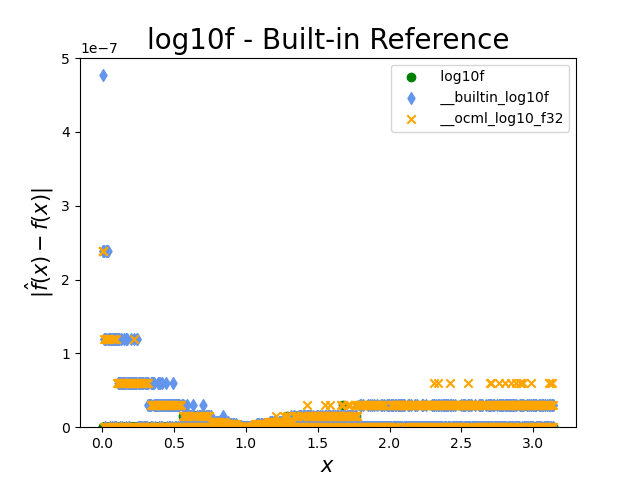 log10f - Built-in Reference
1e−7
5
4
3
2
1
0
|f̂(x) − f(x)|
log10f
__builtin_log10f
__ocml_log10_f32
0.0 0.5 1.0 1.5 2.0 2.5 3.0
x